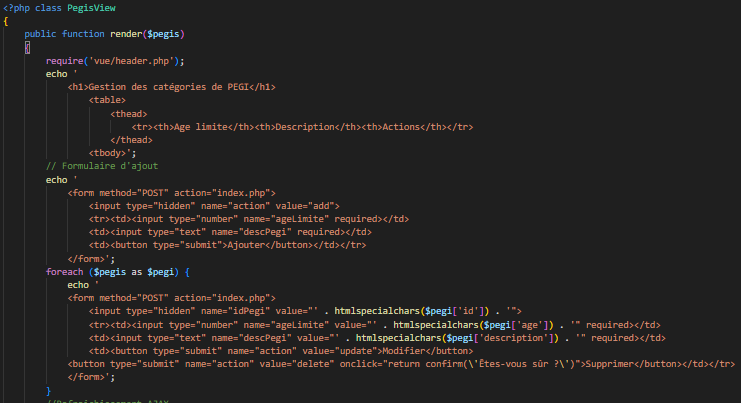 <?php class PegisView
{
    public function render($pegis)
    {
        require('vue/header.php');
        echo '
            <h1>Gestion des catégories de PEGI</h1>
                <table>
                    <thead>
                        <tr><th>Age limite</th><th>Description</th><th>Actions</th></tr>
                    </thead>
                <tbody>';
        // Formulaire d'ajout
        echo '
            <form method="POST" action="index.php">
                <input type="hidden" name="action" value="add">
                <tr><td><input type="number" name="ageLimite" required></td>
                <td><input type="text" name="descPegi" required></td>
                <td><button type="submit">Ajouter</button></td></tr>
            </form>';
        foreach ($pegis as $pegi) {
            echo '
            <form method="POST" action="index.php">
                <input type="hidden" name="idPegi" value="' . htmlspecialchars($pegi['id']) . '">
                <tr><td><input type="number" name="ageLimite" value="' . htmlspecialchars($pegi['age']) . '" required></td>
                <td><input type="text" name="descPegi" value="' . htmlspecialchars($pegi['description']) . '" required></td>
                <td><button type="submit" name="action" value="update">Modifier</button>
            <button type="submit" name="action" value="delete" onclick="return confirm(\'Êtes-vous sûr ?\')">Supprimer</button></td></tr>
            </form>';
        }